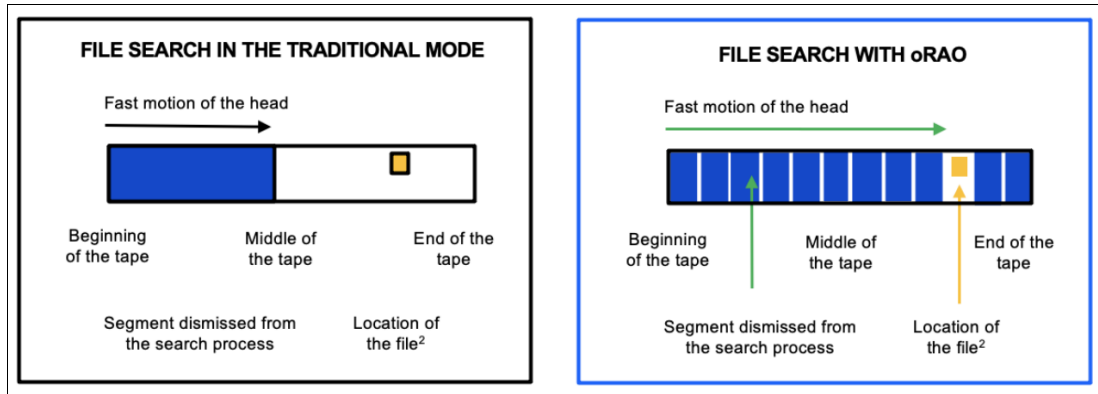 FILE SEARCH IN THE TRADITIONAL MODE
Fast motion of the head
Beginning
of the tape
Middle of
the tape
End of the
tape
Segment dismissed from
the search process
Location of
the file²
FILE SEARCH WITH oRAO
Fast motion of the head
Beginning
of the tape
Middle of
the tape
End of the
tape
Segment dismissed from
the search process
Location of
the file²